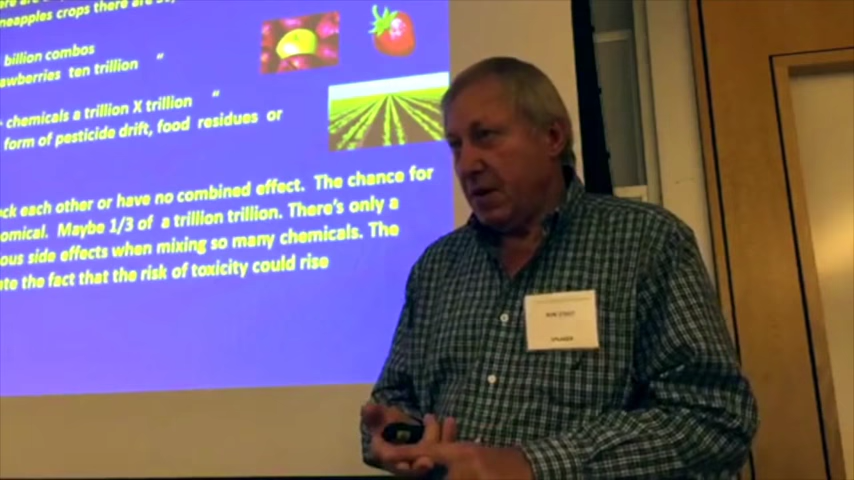 crops there are
billion combos
awberries ten trillion "
chemicals a trillion X trillion "
form of pesticide drift, food residues or
ck each other or have no combined effect. The chance for
omical. Maybe 1/3 of a trillion trillion. There's only a
ous side effects when mixing so many chemicals. The
te the fact that the risk of toxicity could rise
SPEAKER